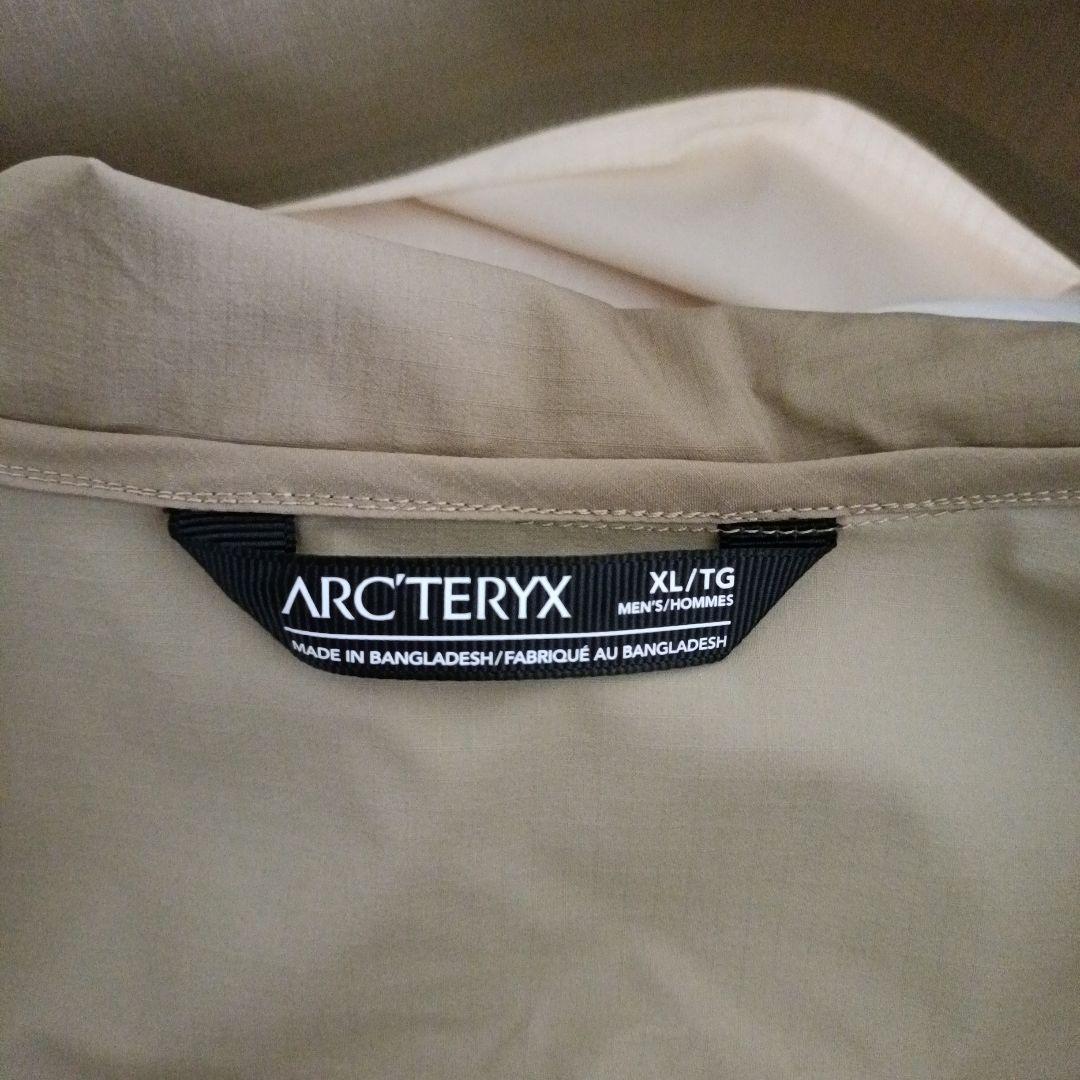 ARC'TERYX
XL/TG
MEN'S/HOMMES
MADE IN BANGLADESH/FABRIQUÉ AU BANGLADESH